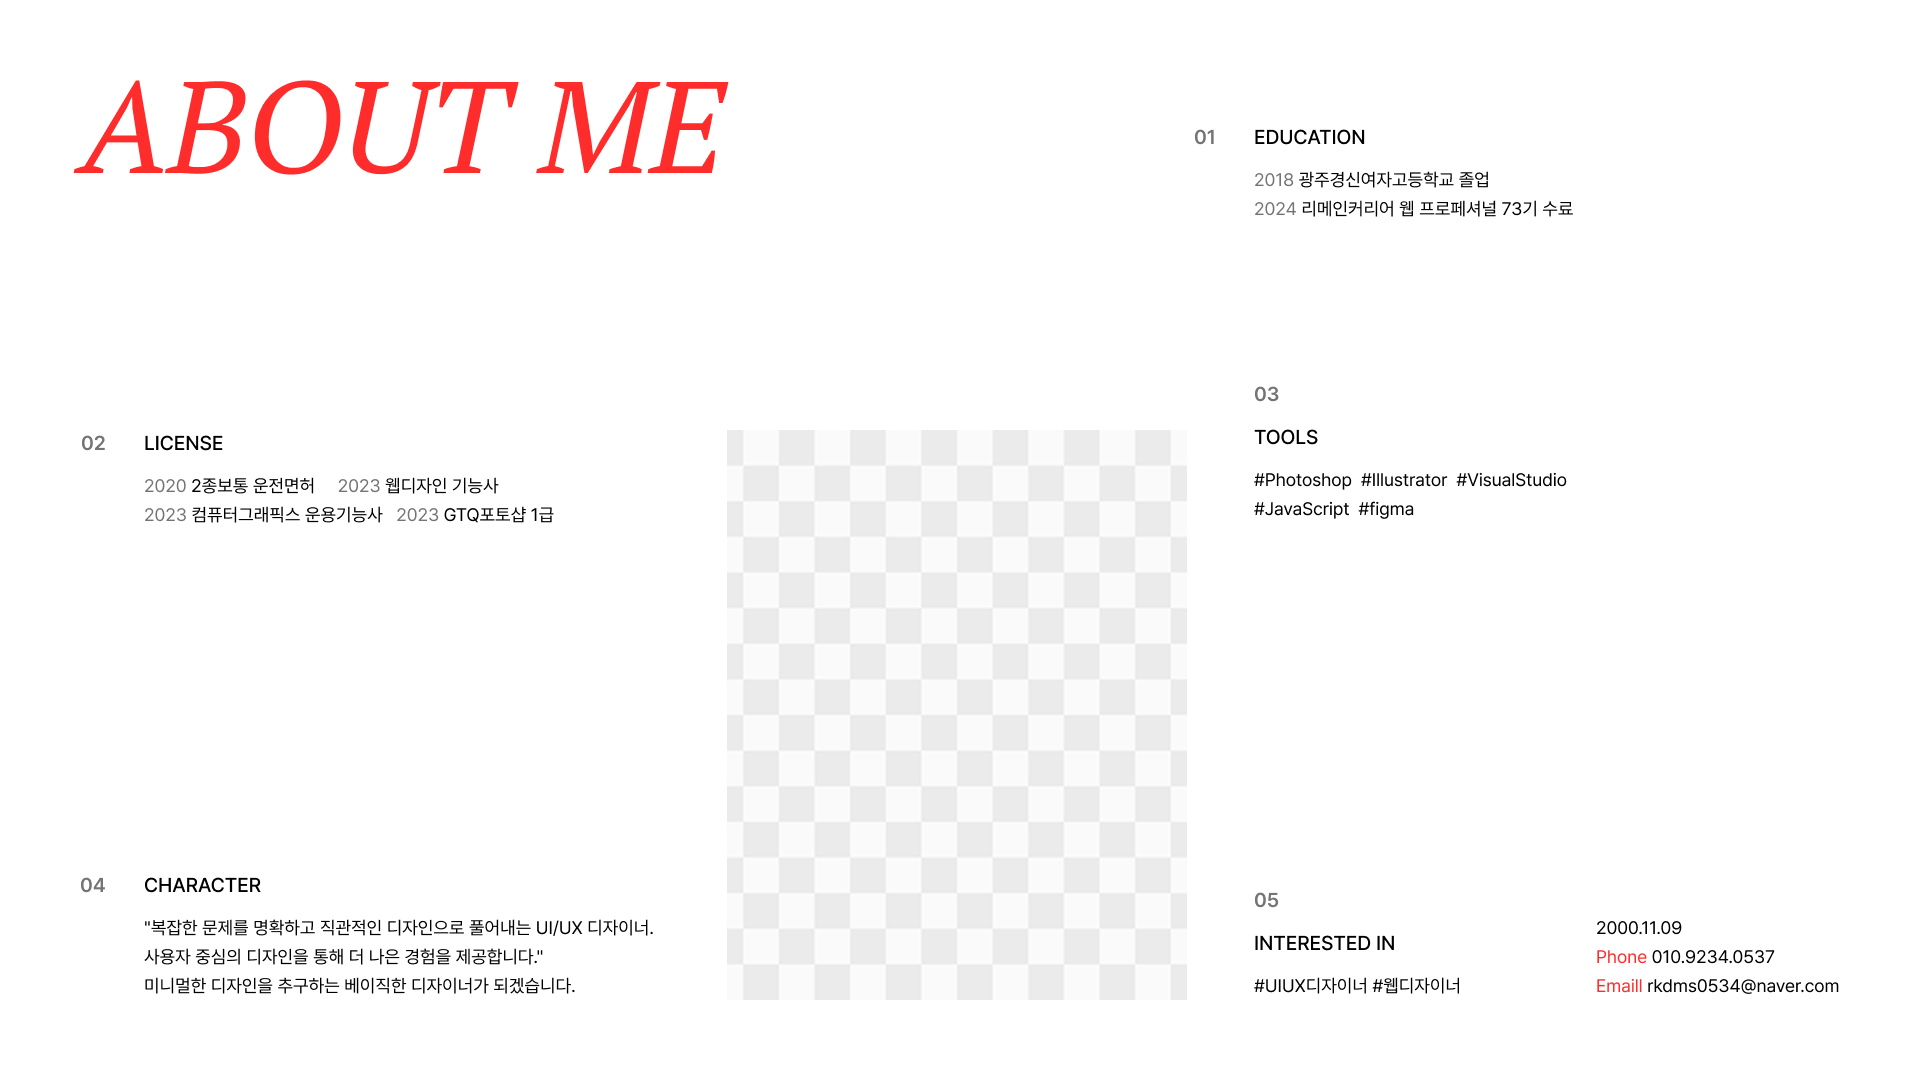 ABOUT ME
01 EDUCATION
2018 광주경신여자고등학교 졸업
2024 리메인커리어 웹 프로페셔널 73기 수료
02 LICENSE
2020 2종보통 운전면허 2023 웹디자인 기능사
2023 컴퓨터그래픽스 운용기능사 2023 GTQ포토샵 1급
03
TOOLS
#Photoshop #Illustrator #VisualStudio
#JavaScript #figma
04 CHARACTER
"복잡한 문제를 명확하고 직관적인 디자인으로 풀어내는 UI/UX 디자이너.
사용자 중심의 디자인을 통해 더 나은 경험을 제공합니다."
미니멀한 디자인을 추구하는 베이직한 디자이너가 되겠습니다.
05
INTERESTED IN
#UIUX디자이너 #웹디자이너
2000.11.09
Phone 010.9234.0537
Emaill rkdms0534@naver.com